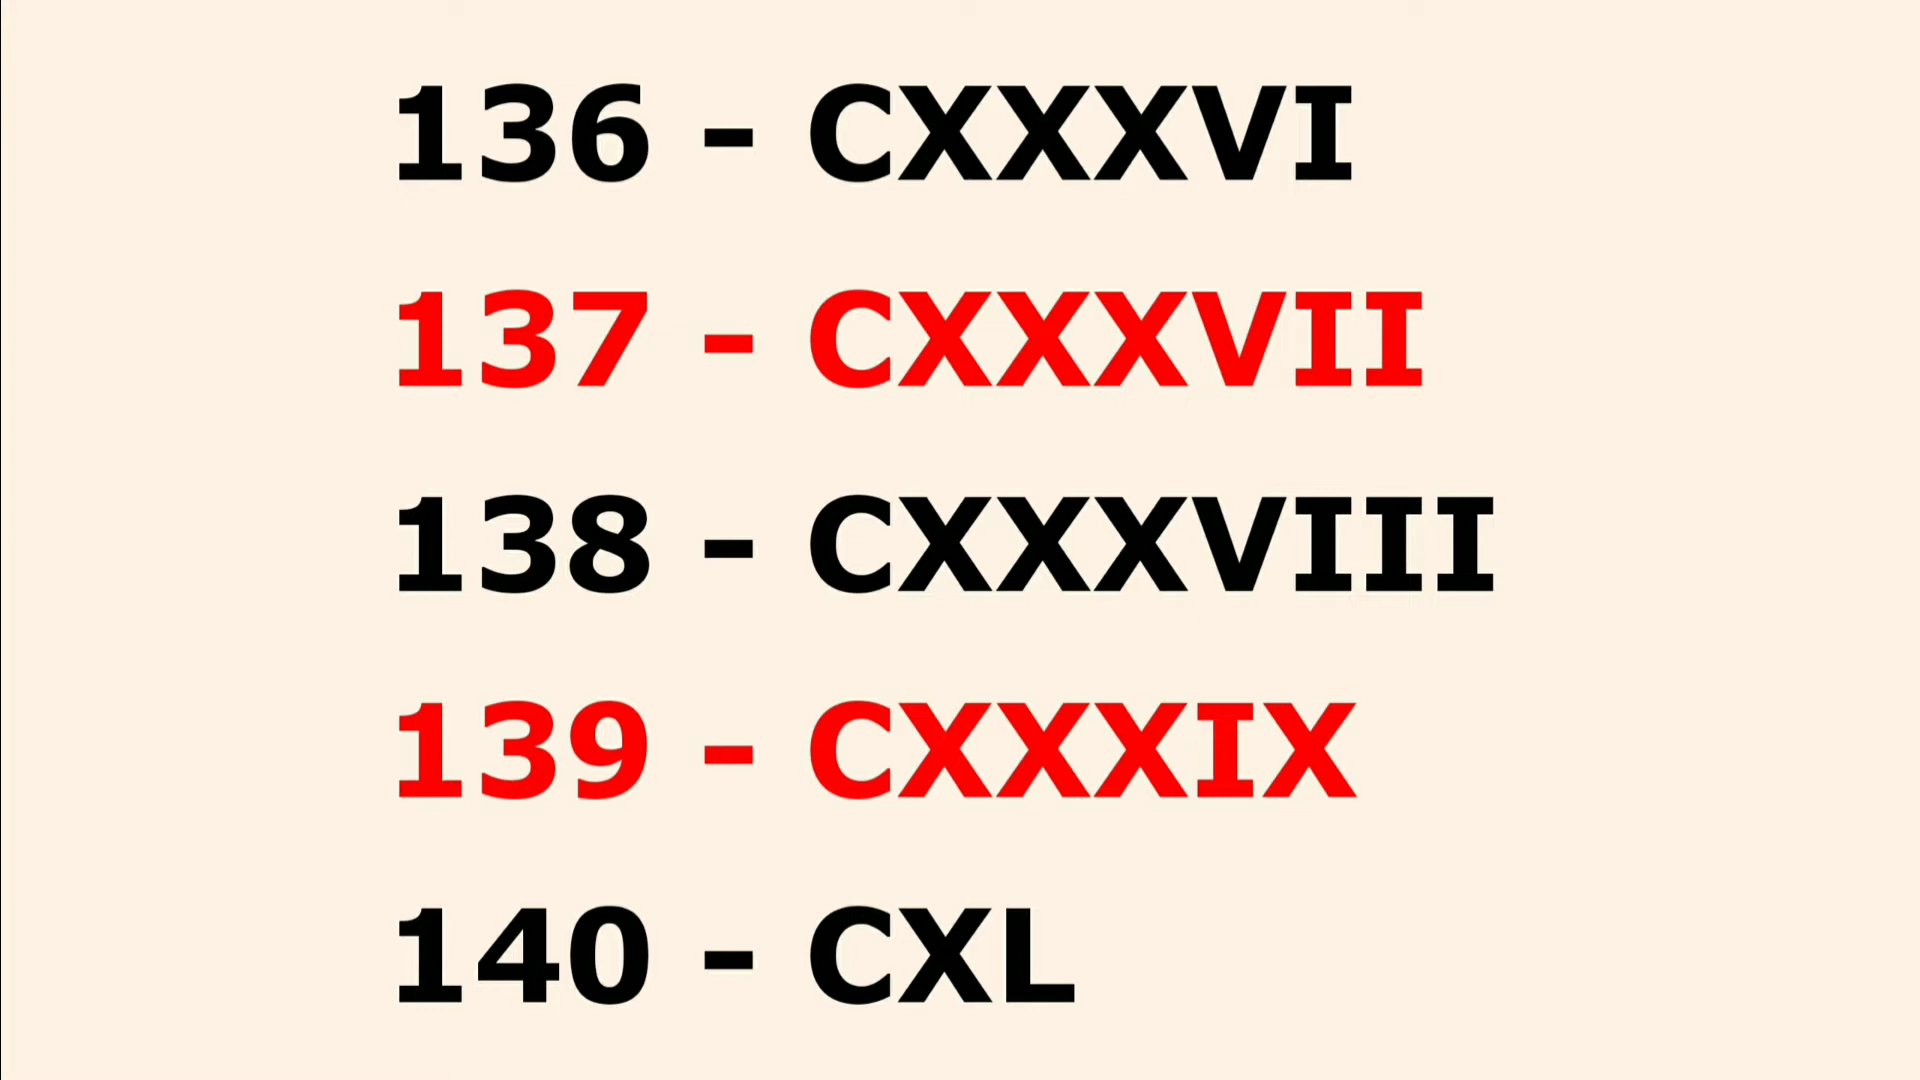 136 - CXXXVI
137 - CXXXVII
138 - CXXXVIII
139 - CXXXIX
140 - CXL